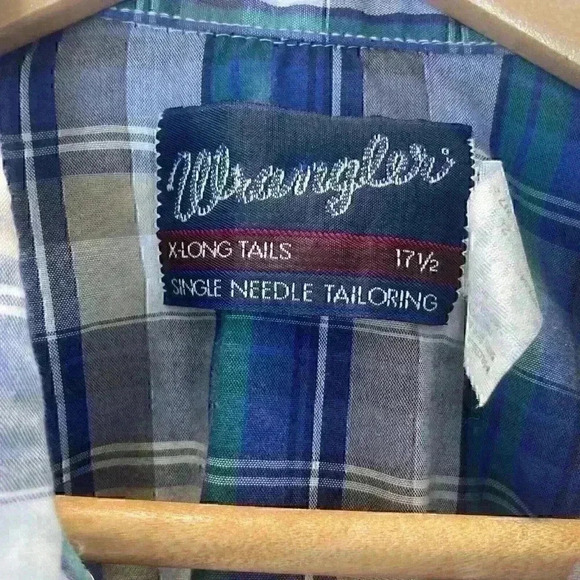 Wrangler
X-LONG TAILS 17½
SINGLE NEEDLE TAILORING